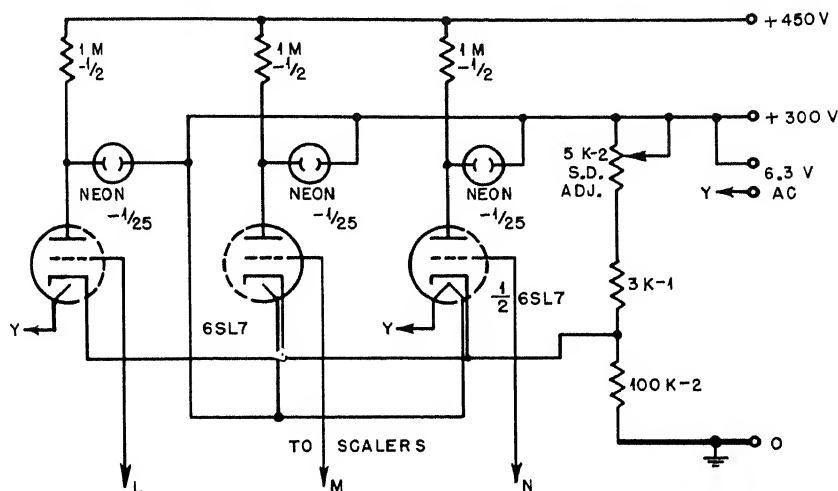 +450V
1 M
-1/2
1 M
-1/2
1 M
-1/2
+300 V
NEON
-1/25
NEON
-1/25
NEON
-1/25
5 K-2
S.D.
ADJ.
6.3 V
Y
AC
3 K-1
Y
6SL7
Y
1/2 6SL7
100 K-2
TO SCALERS
0
L
M
N